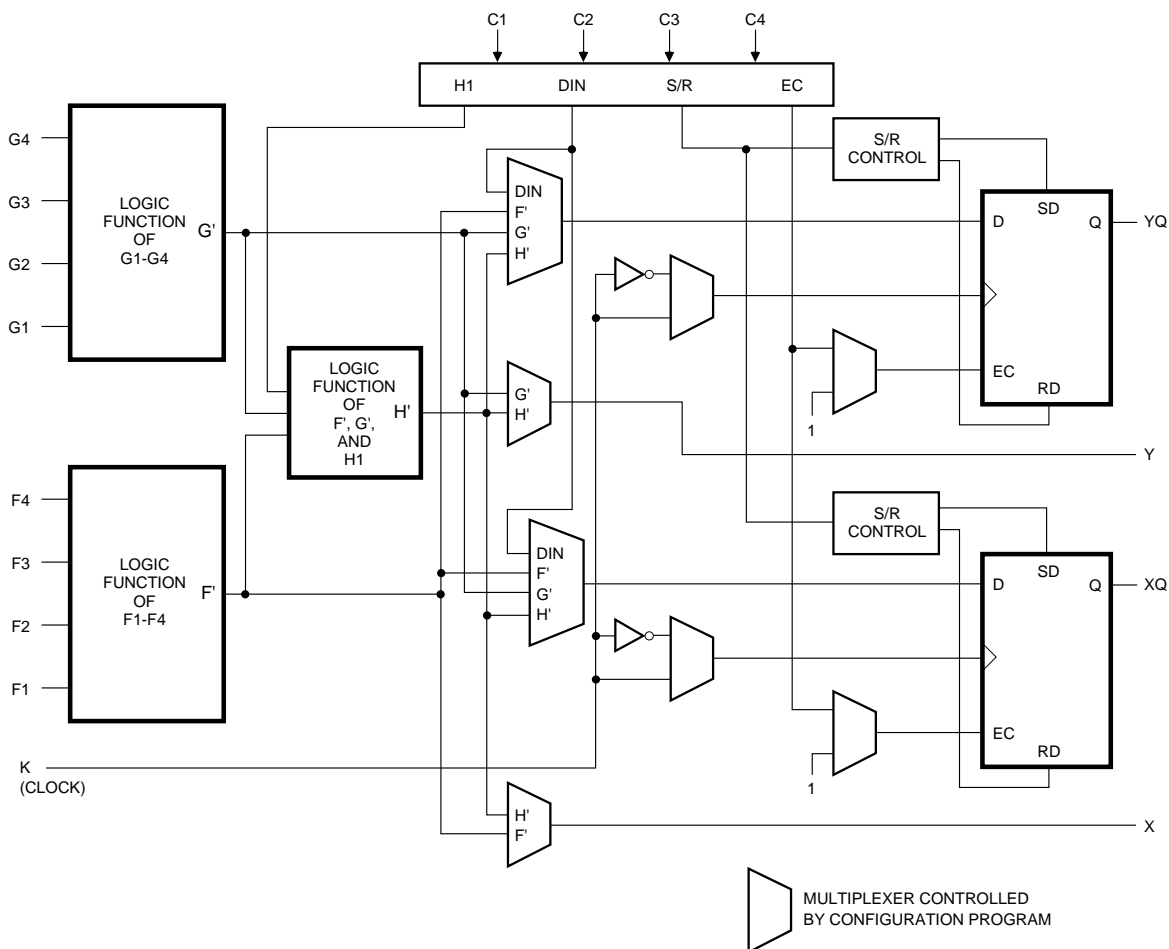 C1 C2 C3 C4
H1 DIN S/R EC
S/R
CONTROL
G4
G3
G2
G1
LOGIC
FUNCTION
OF
G1-G4
G'
DIN
F'
G'
H'
D
SD
Q
YQ
EC
RD
1
LOGIC
FUNCTION
OF
F', G',
AND
H1
H'
G'
H'
Y
F4
F3
F2
F1
LOGIC
FUNCTION
OF
F1-F4
F'
DIN
F'
G'
H'
S/R
CONTROL
D
SD
Q
XQ
EC
RD
1
K
(CLOCK)
H'
F'
X
MULTIPLEXER CONTROLLED
BY CONFIGURATION PROGRAM